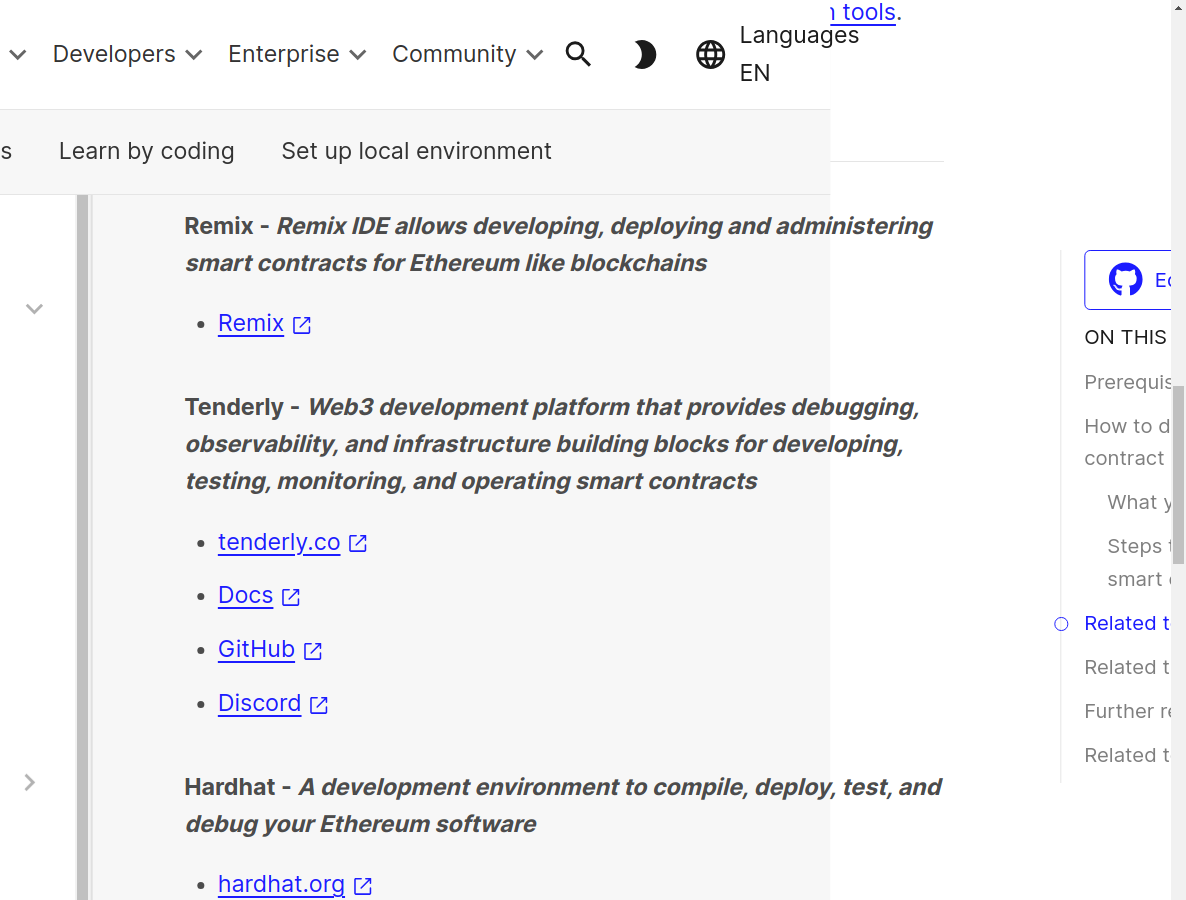 tools.
Developers Enterprise Community
Languages
EN
s Learn by coding Set up local environment
Remix - Remix IDE allows developing, deploying and administering
smart contracts for Ethereum like blockchains
Remix
Tenderly - Web3 development platform that provides debugging,
observability, and infrastructure building blocks for developing,
testing, monitoring, and operating smart contracts
tenderly.co
Docs
GitHub
Discord
Hardhat - A development environment to compile, deploy, test, and
debug your Ethereum software
hardhat.org
ON THIS
How to d
contract
What y
Steps t
smart
Related t
Related t
Further
Related t